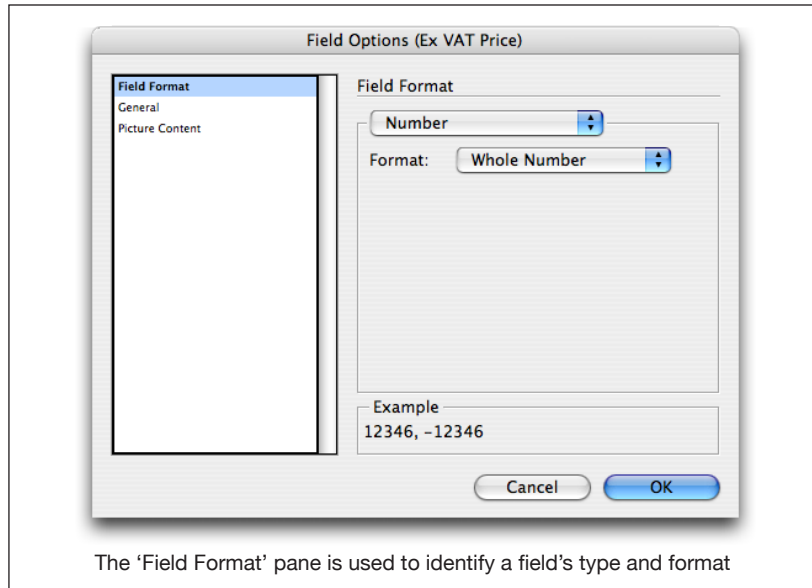 Field Options (Ex VAT Price)
Field Format
General
Picture Content
Field Format
Number
Format: Whole Number
Example
12346, -12346
Cancel OK
The ‘Field Format’ pane is used to identify a field’s type and format